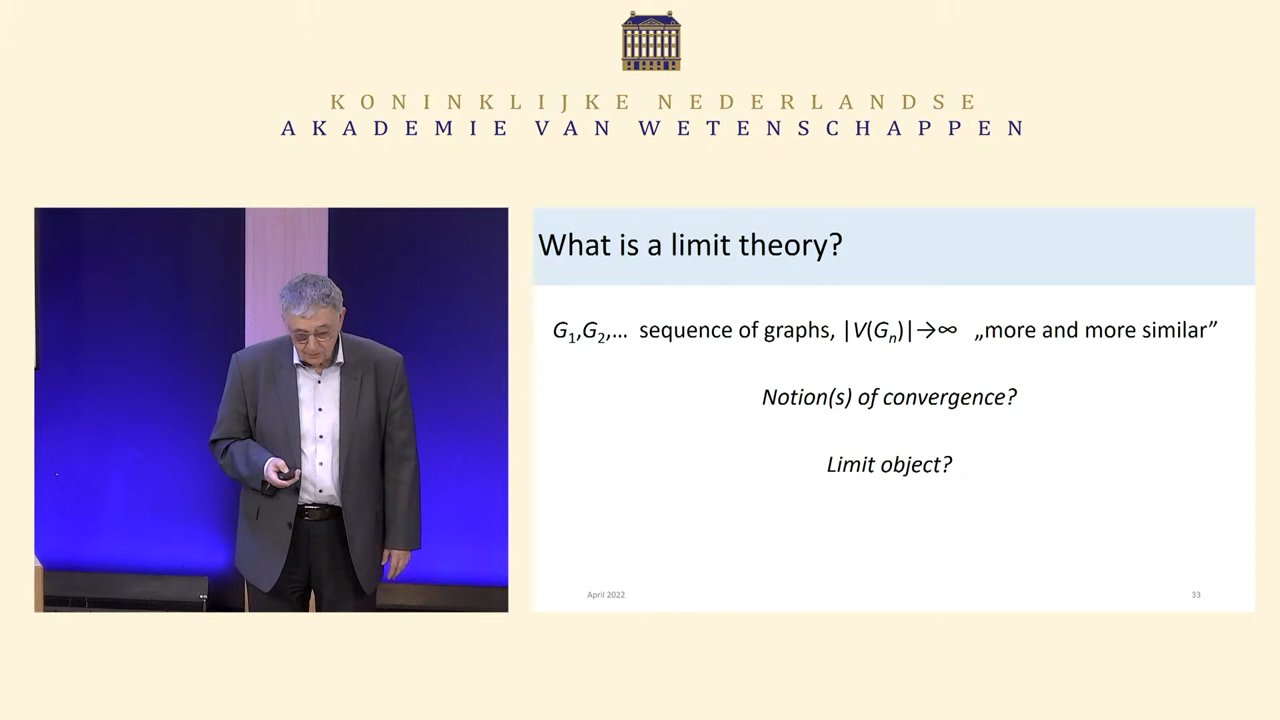 KONINKLIJKE NEDERLANDSE
AKADEMIE VAN WETENSCHAPPEN
What is a limit theory?
G₁,G₂,... sequence of graphs, |V(Gₙ)|→∞ „more and more similar”
Notion(s) of convergence?
Limit object?
April 2022
33